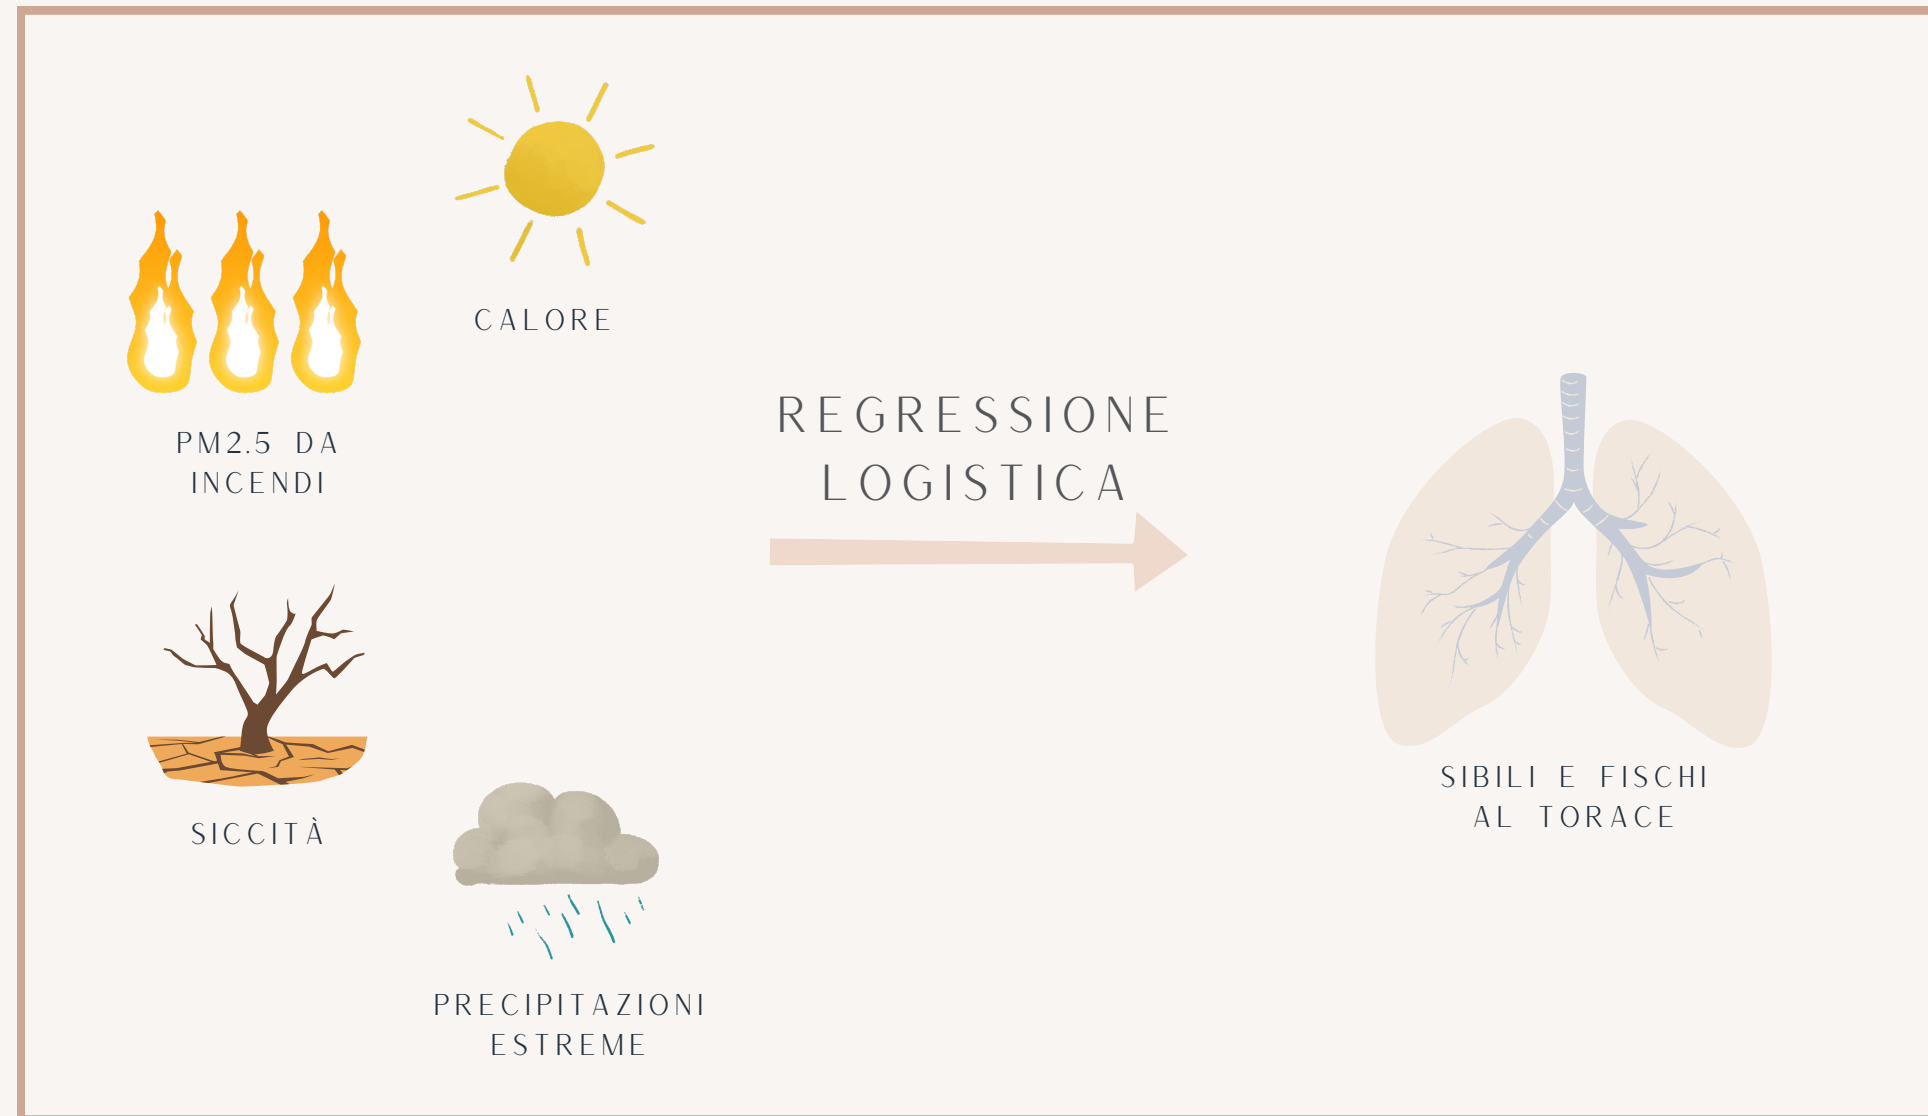 CALORE
PM2.5 DA
INCENDI
REGRESSIONE
LOGISTICA
SICCITÀ
SIBILI E FISCHI
AL TORACE
PRECIPITAZIONI
ESTREME